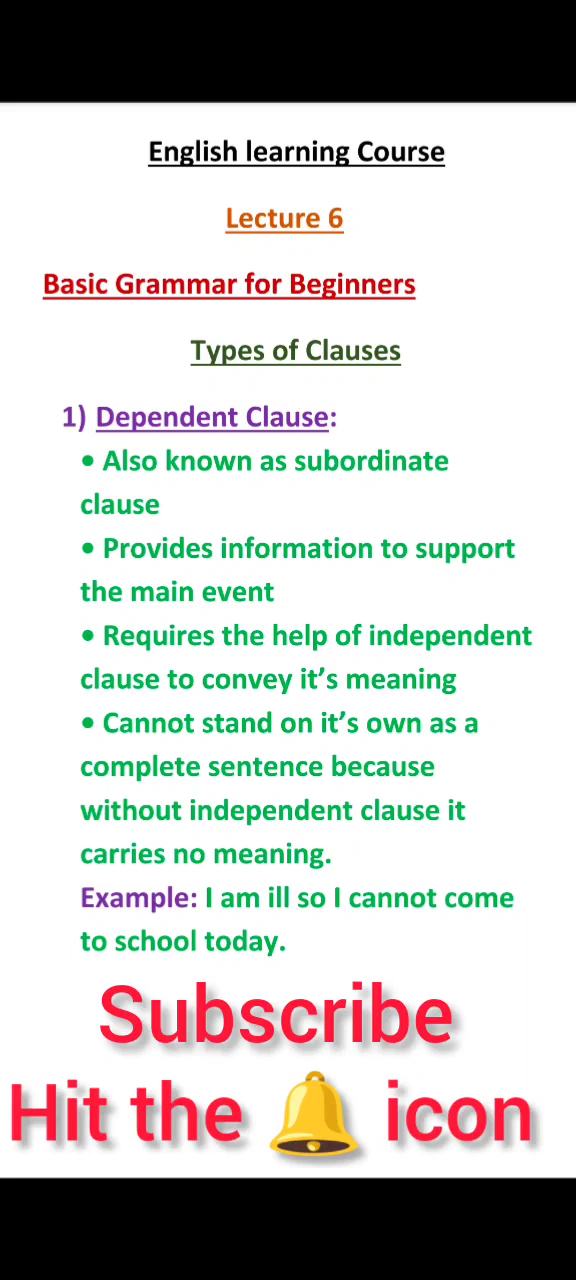 English learning Course
Lecture 6
Basic Grammar for Beginners
Types of Clauses
1) Dependent Clause:
• Also known as subordinate
clause
• Provides information to support
the main event
• Requires the help of independent
clause to convey it’s meaning
• Cannot stand on it’s own as a
complete sentence because
without independent clause it
carries no meaning.
Example: I am ill so I cannot come
to school today.
Subscribe
Hit the 🔔 icon